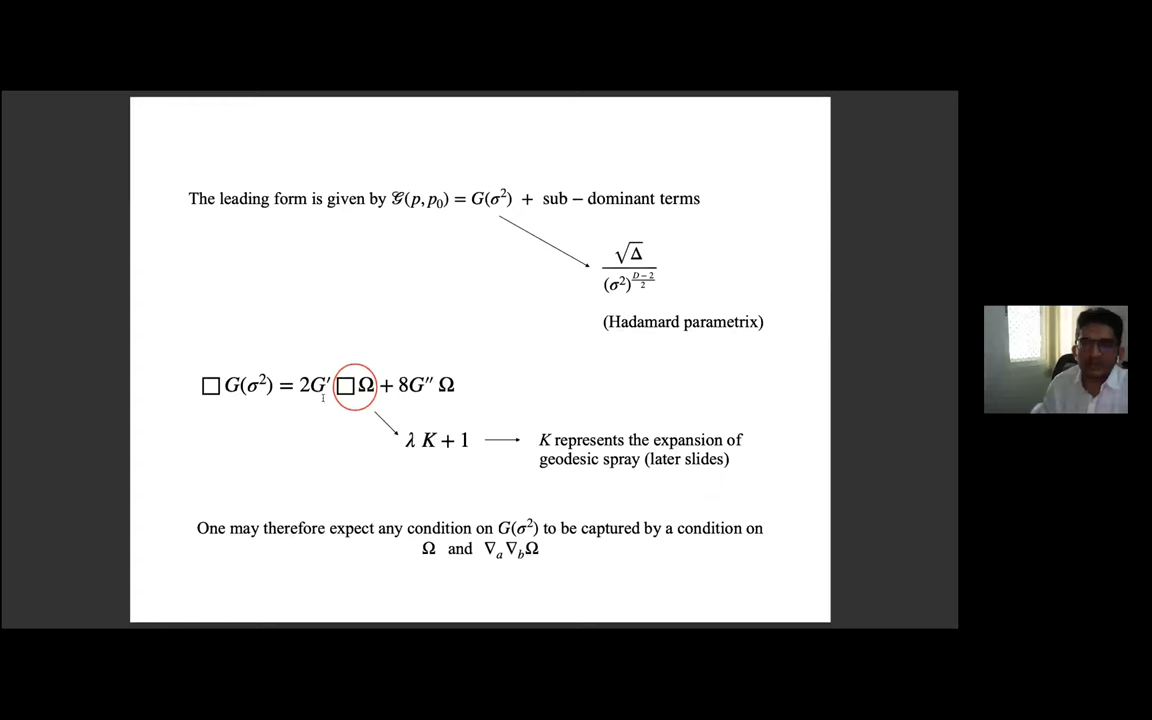 The leading form is given by 𝒢(p, p₀) = G(σ²) + sub − dominant terms
√Δ
(σ²)^((D−2)/2)
(Hadamard parametrix)
□ G(σ²) = 2G′ □Ω + 8G″ Ω
λ K + 1
K represents the expansion of
geodesic spray (later slides)
One may therefore expect any condition on G(σ²) to be captured by a condition on
Ω and ∇ₐ∇_bΩ